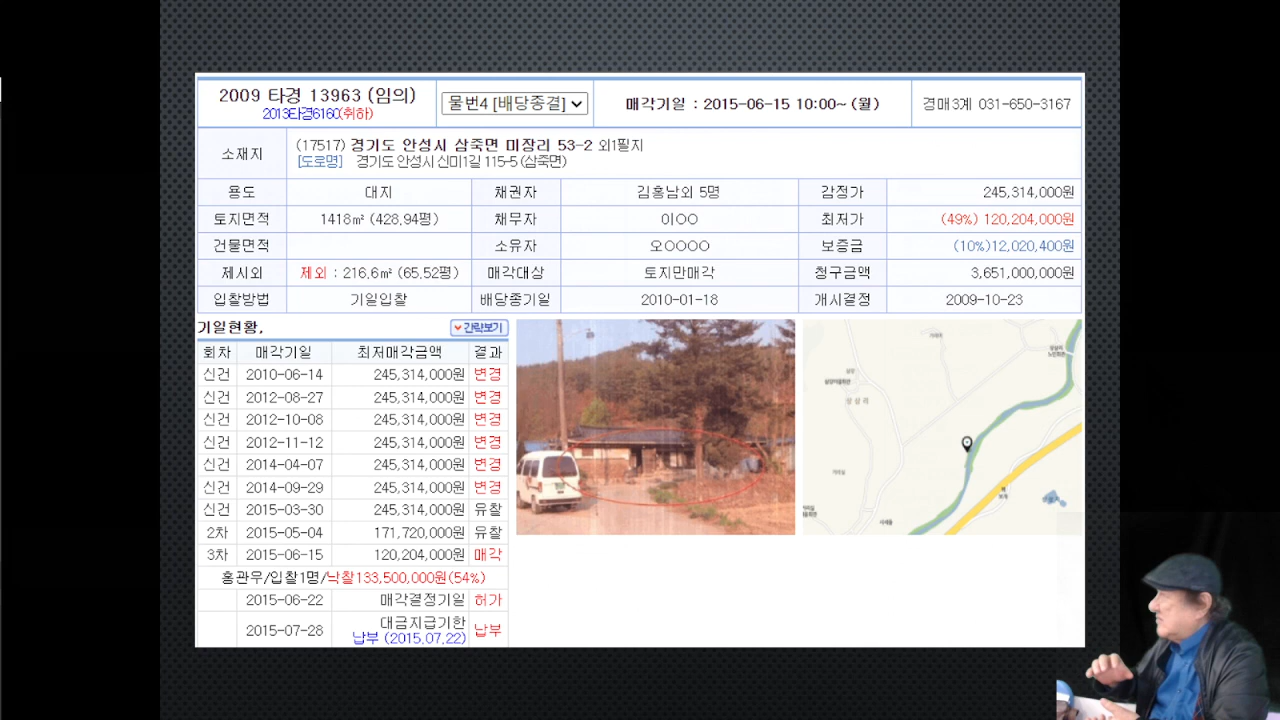 2009 타경 13963 (임의)
2013타경6160(취하)
물번4 [배당종결]
매각기일 : 2015-06-15 10:00~ (월)
경매3계 031-650-3167
소재지
(17517) 경기도 안성시 삼죽면 미장리 53-2 외1필지
[도로명] 경기도 안성시 신미1길 115-5 (삼죽면)
용도 대지 채권자 김홍남외 5명 감정가 245,314,000원
토지면적 1418㎡ (428.94평) 채무자 이OO 최저가 (49%) 120,204,000원
건물면적 소유자 오OOOO 보증금 (10%)12,020,400원
제시외 제외 : 216.6㎡ (65.52평) 매각대상 토지만매각 청구금액 3,651,000,000원
입찰방법 기일입찰 배당종기일 2010-01-18 개시결정 2009-10-23
기일현황, 간략보기
회차 매각기일 최저매각금액 결과
신건 2010-06-14 245,314,000원 변경
신건 2012-08-27 245,314,000원 변경
신건 2012-10-08 245,314,000원 변경
신건 2012-11-12 245,314,000원 변경
신건 2014-04-07 245,314,000원 변경
신건 2014-09-29 245,314,000원 변경
신건 2015-03-30 245,314,000원 유찰
2차 2015-05-04 171,720,000원 유찰
3차 2015-06-15 120,204,000원 매각
홍관우/입찰1명/낙찰133,500,000원(54%)
2015-06-22 매각결정기일 허가
2015-07-28 대금지급기한
납부 (2015.07.22) 납부